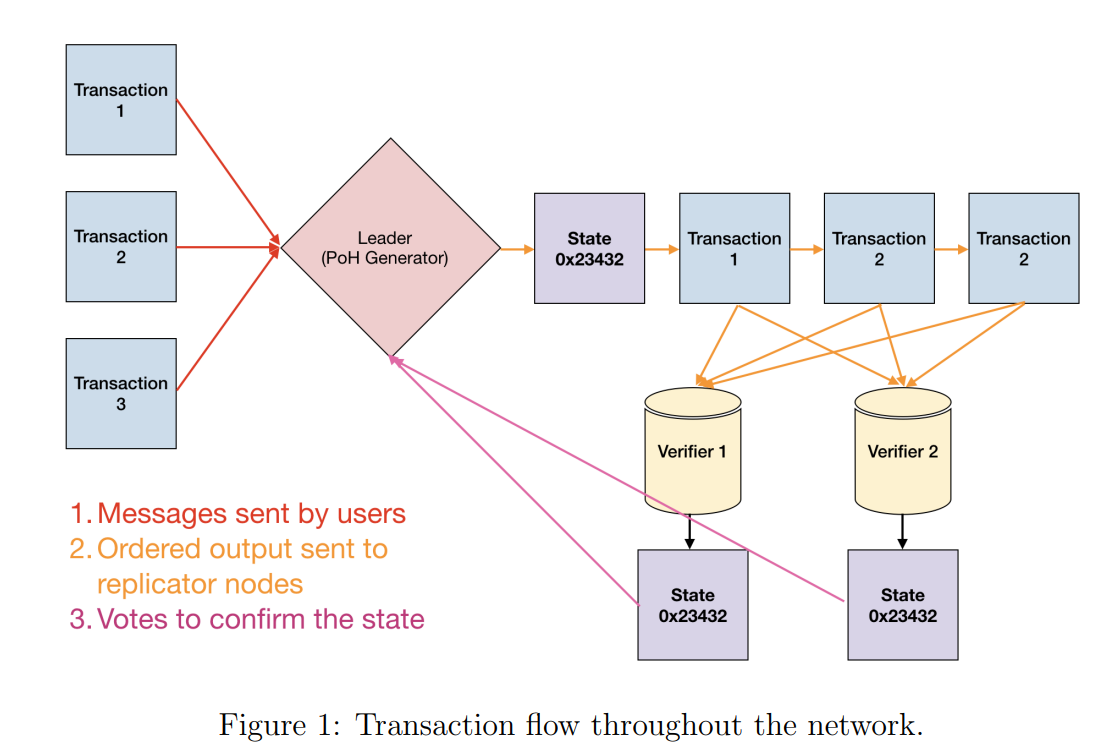 Transaction
1
Transaction
2
Transaction
3
Leader
(PoH Generator)
State
0x23432
Transaction
1
Transaction
2
Transaction
2
Verifier 1
Verifier 2
State
0x23432
State
0x23432
1. Messages sent by users
2. Ordered output sent to
replicator nodes
3. Votes to confirm the state
Figure 1: Transaction flow throughout the network.